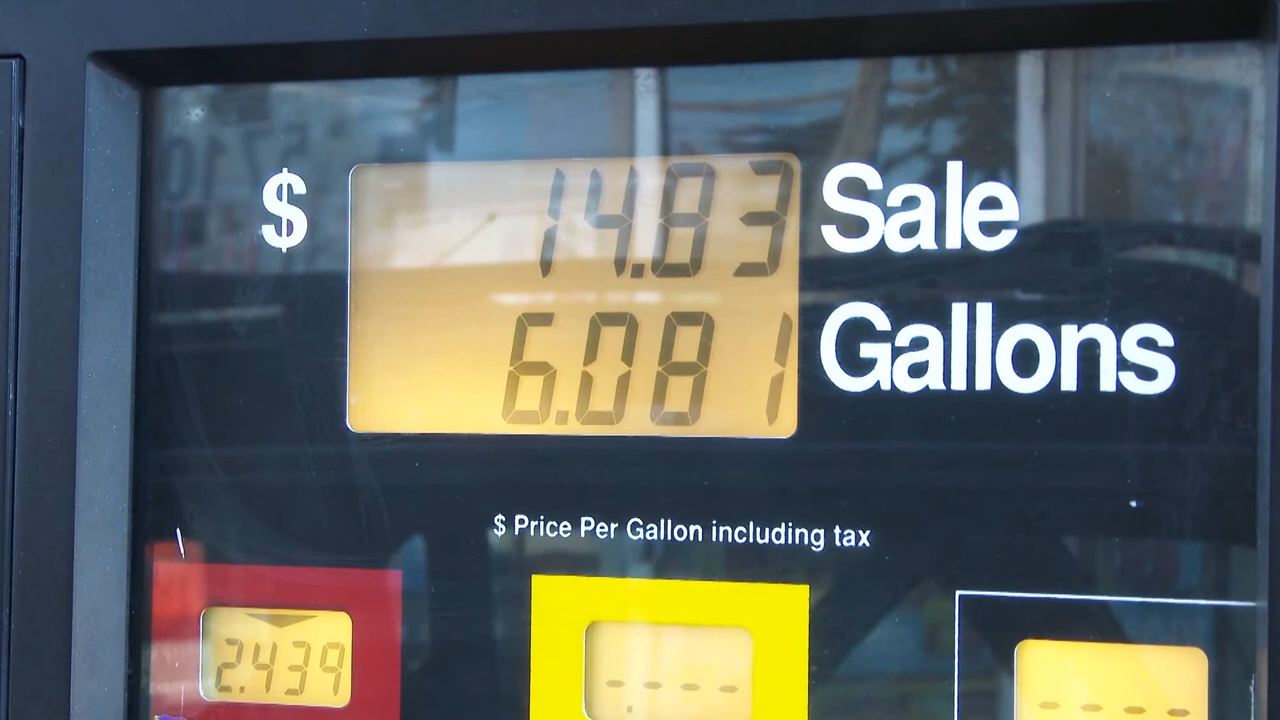 $ 14.83 Sale
6.081 Gallons
$ Price Per Gallon including tax
2.439
-.---
----